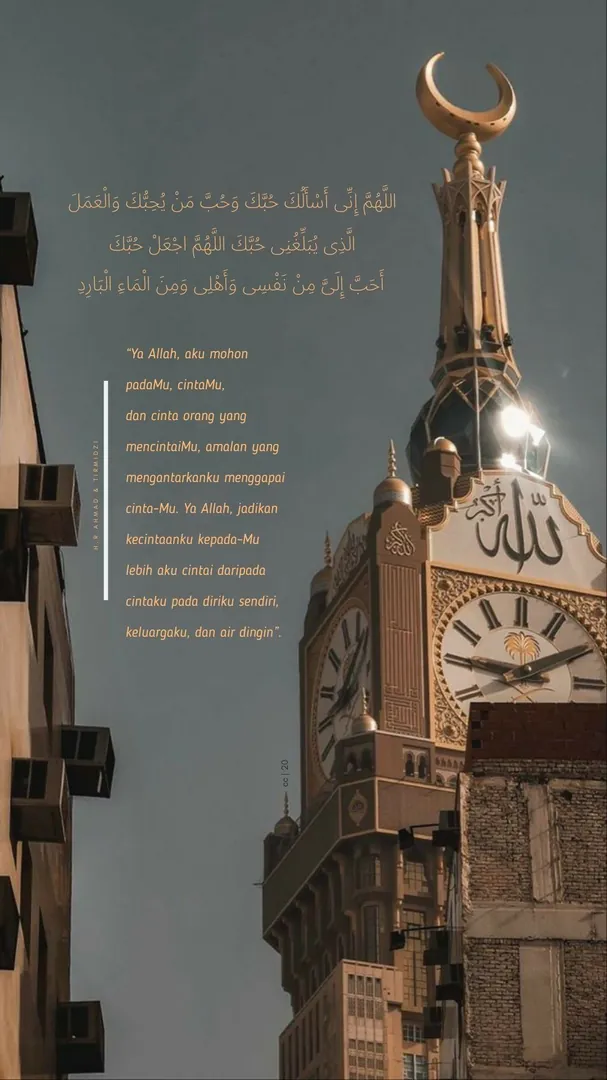 اللَّهُمَّ إِنِّى أَسْأَلُكَ حُبَّكَ وَحُبَّ مَنْ يُحِبُّكَ وَالْعَمَلَ
الَّذِى يُبَلِّغُنِى حُبَّكَ اللَّهُمَّ اجْعَلْ حُبَّكَ
أَحَبَّ إِلَىَّ مِنْ نَفْسِى وَأَهْلِى وَمِنَ الْمَاءِ الْبَارِدِ
“Ya Allah, aku mohon
padaMu, cintaMu,
dan cinta orang yang
mencintaiMu, amalan yang
mengantarkanku menggapai
cinta-Mu. Ya Allah, jadikan
kecintaanku kepada-Mu
lebih aku cintai daripada
cintaku pada diriku sendiri,
keluargaku, dan air dingin”.
H.R AHMAD & TIRMIDZI
الله أكبر
cc | 20